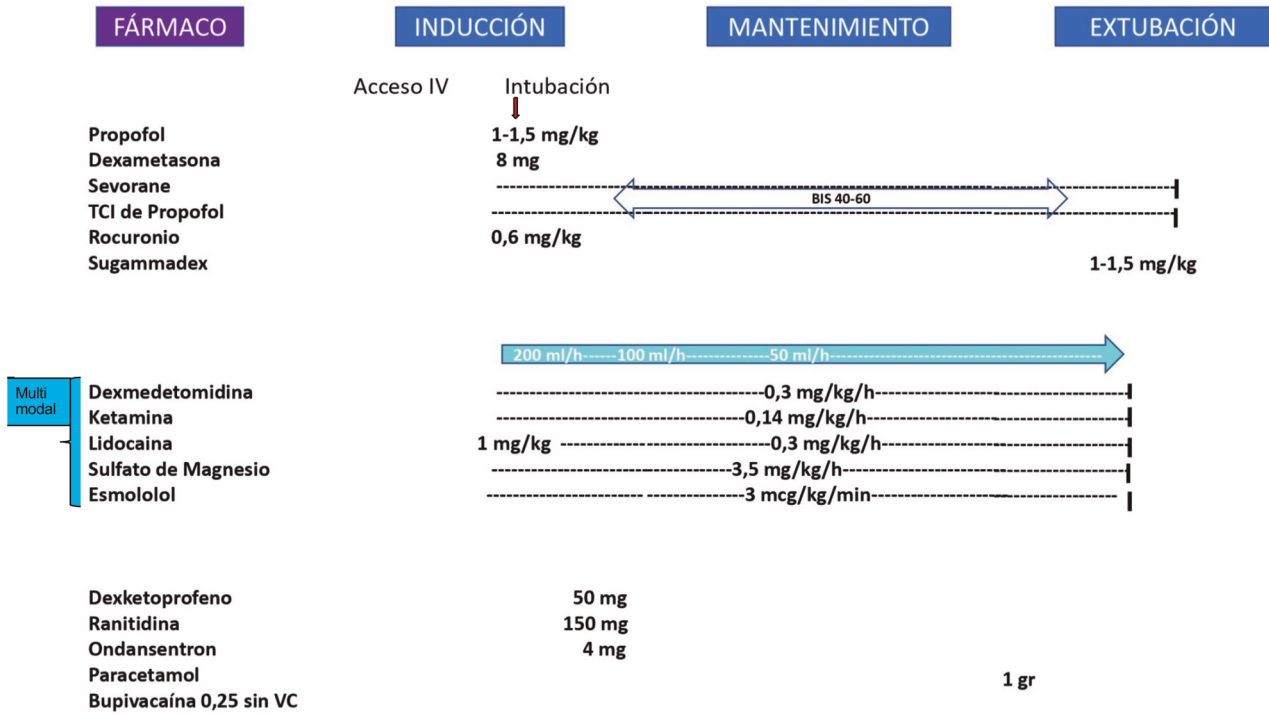 FÁRMACO INDUCCIÓN MANTENIMIENTO EXTUBACIÓN
Acceso IV Intubación
Propofol 1-1,5 mg/kg
Dexametasona 8 mg
Sevorane
BIS 40-60
TCI de Propofol
Rocuronio 0,6 mg/kg
Sugammadex 1-1,5 mg/kg
200 ml/h------100 ml/h-------------50 ml/h
Multi modal
Dexmedetomidina 0,3 mg/kg/h
Ketamina 0,14 mg/kg/h
Lidocaina 1 mg/kg 0,3 mg/kg/h
Sulfato de Magnesio 3,5 mg/kg/h
Esmololol 3 mcg/kg/min
Dexketoprofeno 50 mg
Ranitidina 150 mg
Ondansentron 4 mg
Paracetamol 1 gr
Bupivacaína 0,25 sin VC